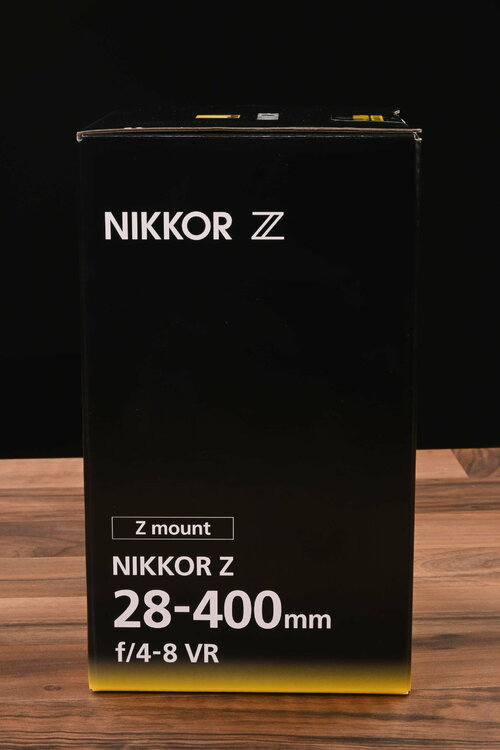 NIKKOR Z
Z mount
NIKKOR Z
28-400mm
f/4-8 VR